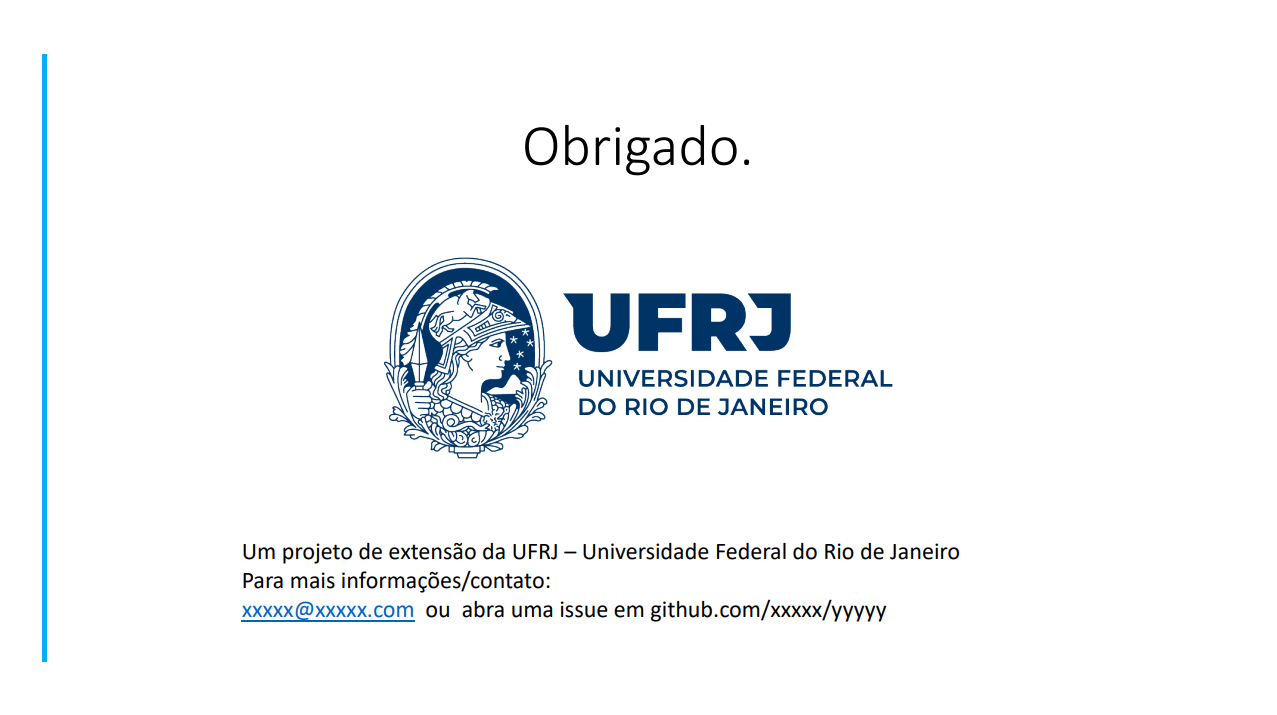 Obrigado.
UFRJ
UNIVERSIDADE FEDERAL
DO RIO DE JANEIRO
Um projeto de extensão da UFRJ – Universidade Federal do Rio de Janeiro
Para mais informações/contato:
xxxxx@xxxxx.com ou abra uma issue em github.com/xxxxx/yyyyy